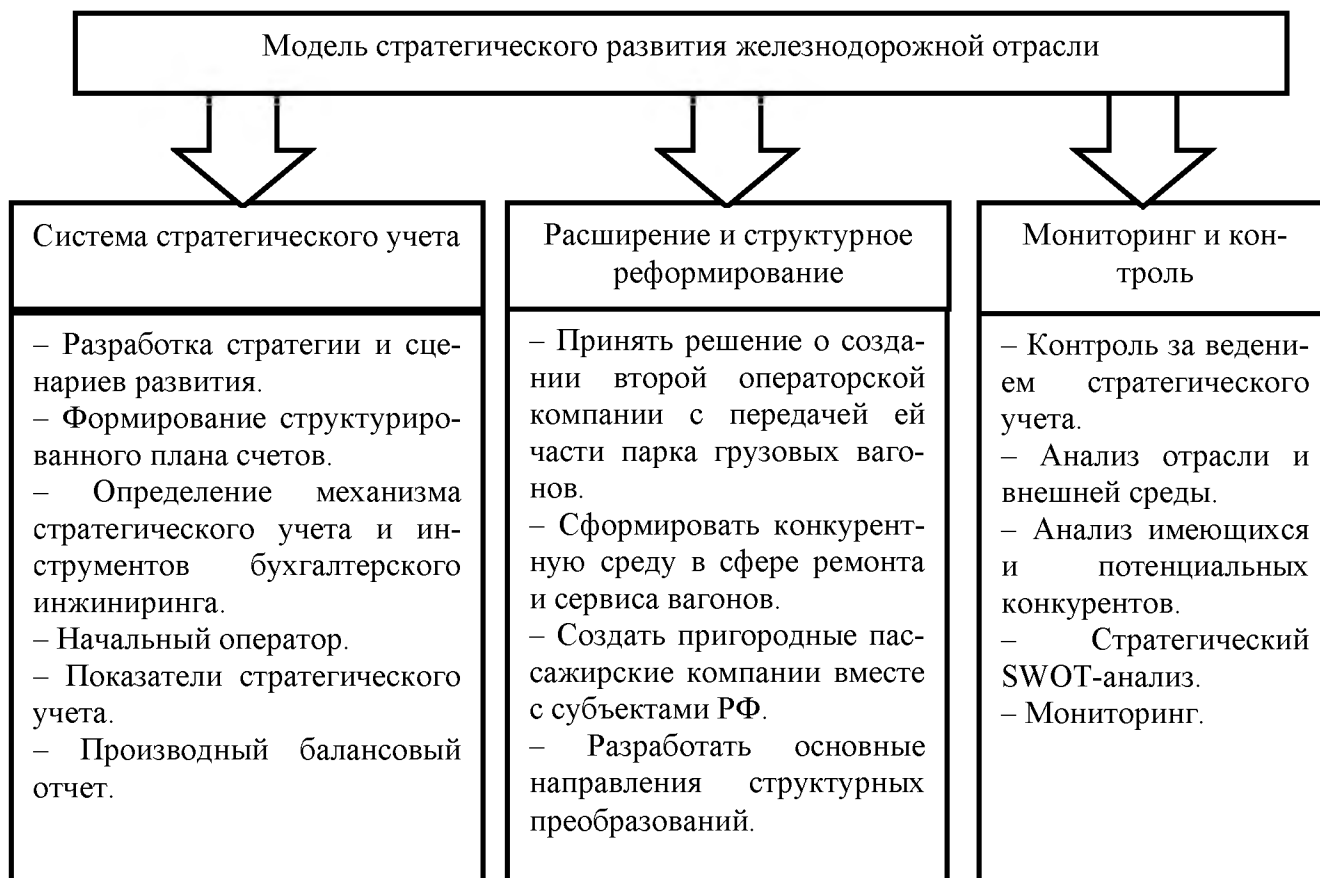 Модель стратегического развития железнодорожной отрасли
Система стратегического учета
– Разработка стратегии и сце-
нариев развития.
– Формирование структуриро-
ванного плана счетов.
– Определение механизма
стратегического учета и ин-
струментов бухгалтерского
инжиниринга.
– Начальный оператор.
– Показатели стратегического
учета.
– Производный балансовый
отчет.
Расширение и структурное
реформирование
– Принять решение о созда-
нии второй операторской
компании с передачей ей
части парка грузовых ваго-
нов.
– Сформировать конкурент-
ную среду в сфере ремонта
и сервиса вагонов.
– Создать пригородные пас-
сажирские компании вместе
с субъектами РФ.
– Разработать основные
направления структурных
преобразований.
Мониторинг и кон-
троль
– Контроль за ведени-
ем стратегического
учета.
– Анализ отрасли и
внешней среды.
– Анализ имеющихся
и потенциальных
конкурентов.
– Стратегический
SWOT-анализ.
– Мониторинг.